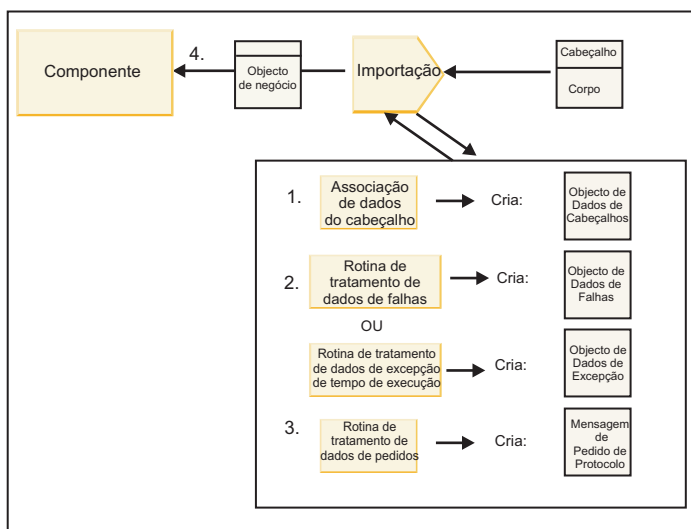 Componente
4.
Objecto
de negócio
Importação
Cabeçalho
Corpo
1.
Associação
de dados
do cabeçalho
Cria:
Objecto de
Dados de
Cabeçalhos
2.
Rotina de
tratamento de
dados de falhas
Cria:
Objecto de
Dados de
Falhas
OU
Rotina de tratamento
de dados de excepção
de tempo de execução
Cria:
Objecto de
Dados de
Excepção
3.
Rotina de
tratamento de
dados de pedidos
Cria:
Mensagem
de
Pedido de
Protocolo